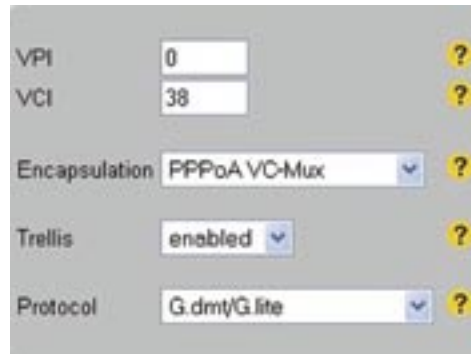 VPI 0 ?
VCI 38 ?
Encapsulation PPPoA VC-Mux ?
Trellis enabled ?
Protocol G.dmt/G.lite ?